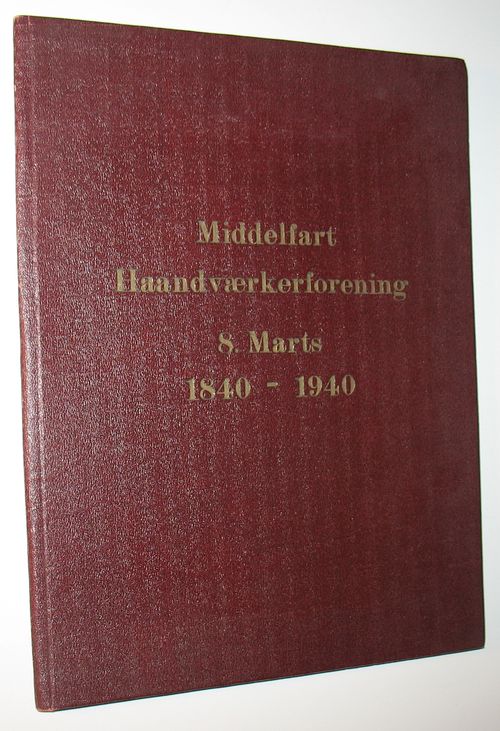 Middelfart
Haandværkerforening
8. Marts
1840 - 1940